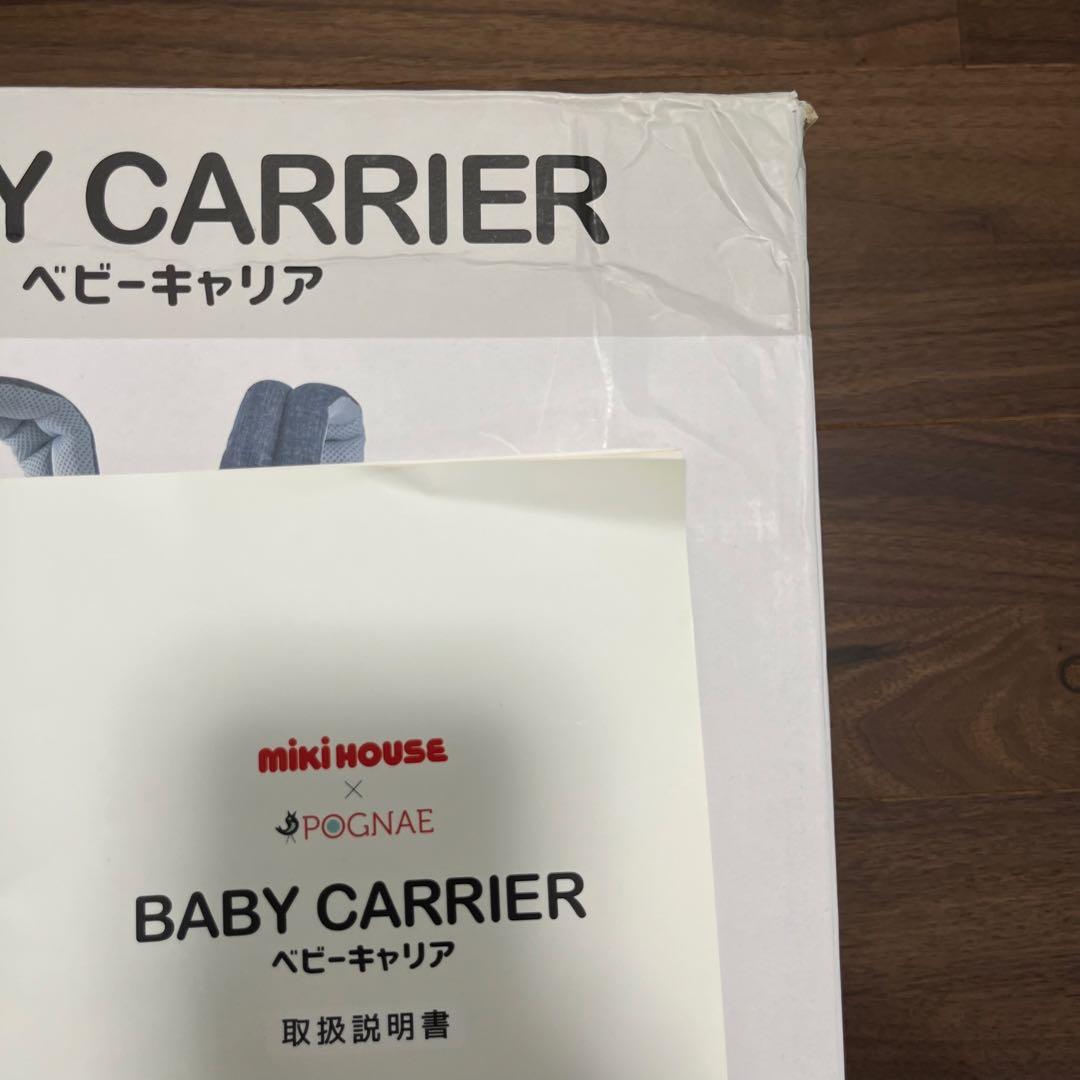 Y CARRIER
ベビーキャリア
miki HOUSE
×
POGNAE
BABY CARRIER
ベビーキャリア
取扱説明書